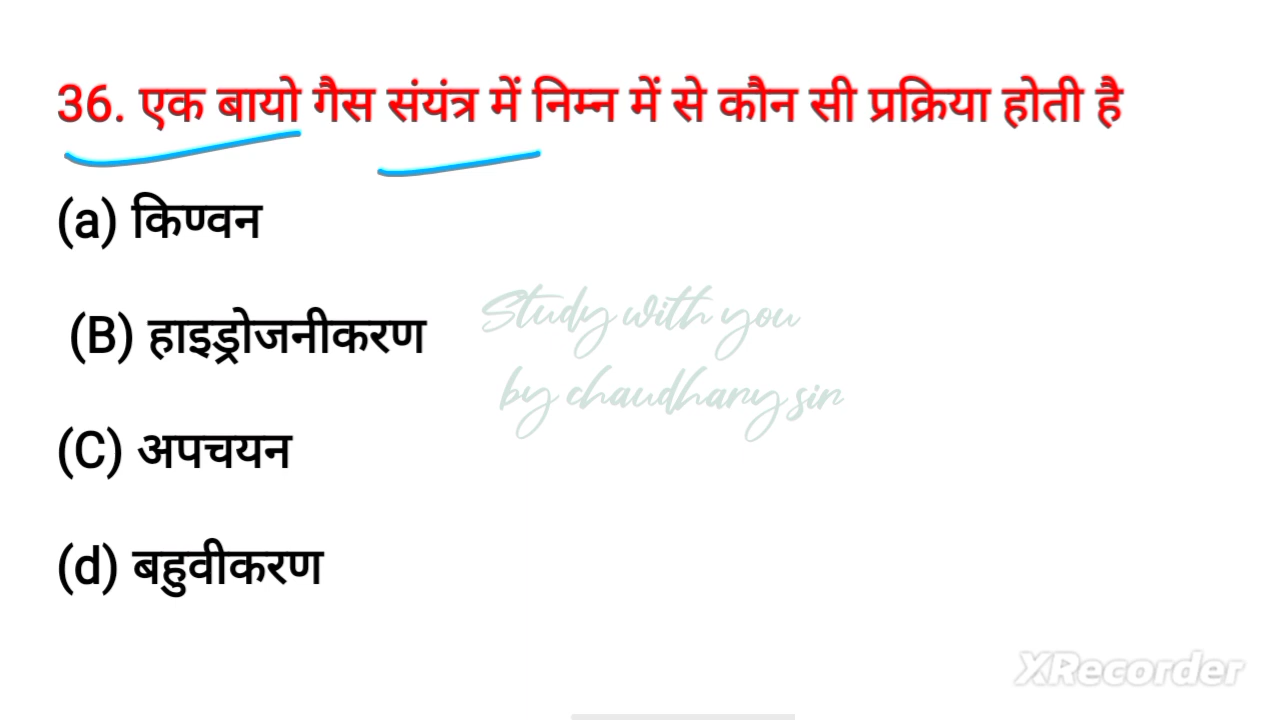 36. एक बायो गैस संयंत्र में निम्न में से कौन सी प्रक्रिया होती है
(a) किण्वन
(B) हाइड्रोजनीकरण
Study with you
by chaudhary sir
(C) अपचयन
(d) बहुवीकरण
XRecorder